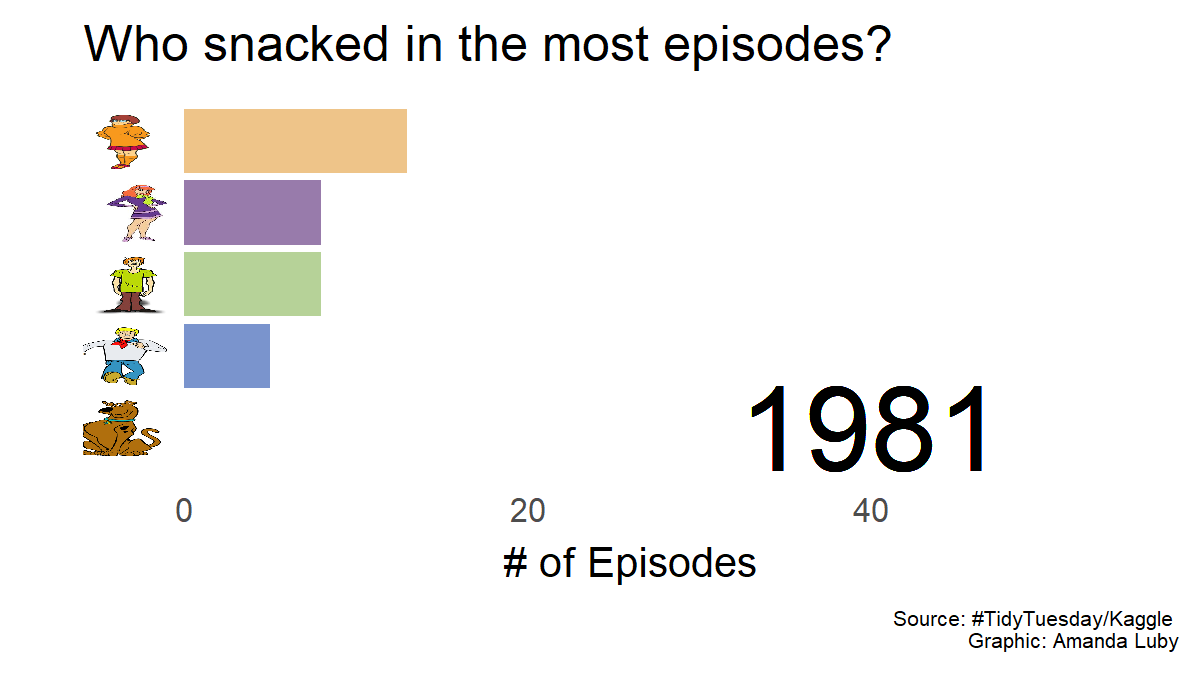 Who snacked in the most episodes?
1981
0 20 40
# of Episodes
Source: #TidyTuesday/Kaggle
Graphic: Amanda Luby